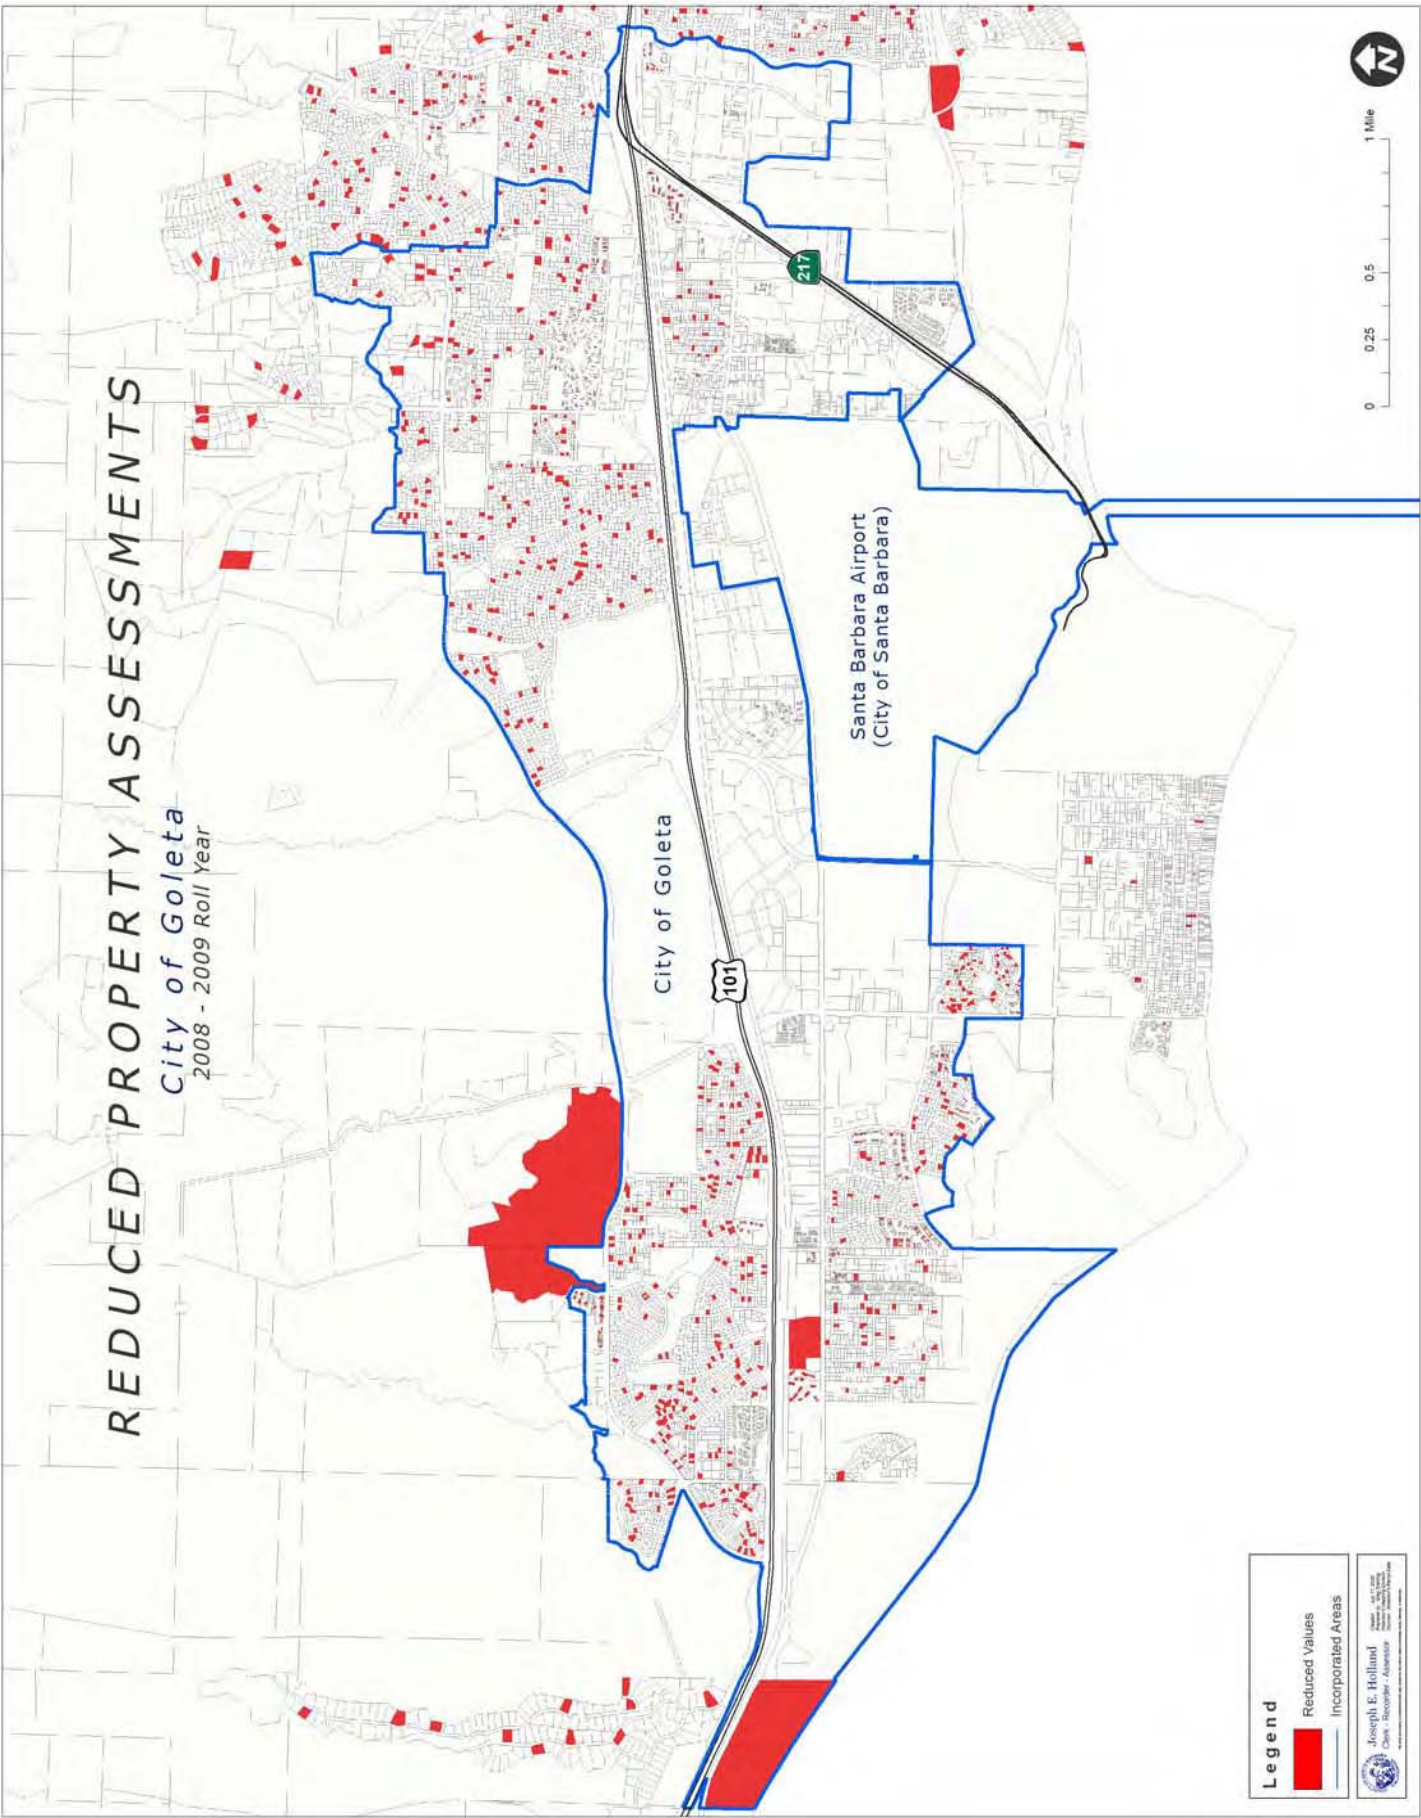 REDUCED PROPERTY ASSESSMENTS
City of Goleta
2008 - 2009 Roll Year
City of Goleta
101
217
Santa Barbara Airport
(City of Santa Barbara)
N
0 0.25 0.5 1 Mile
Legend
Reduced Values
Incorporated Areas
Joseph E. Holland
Clerk - Recorder - Assessor